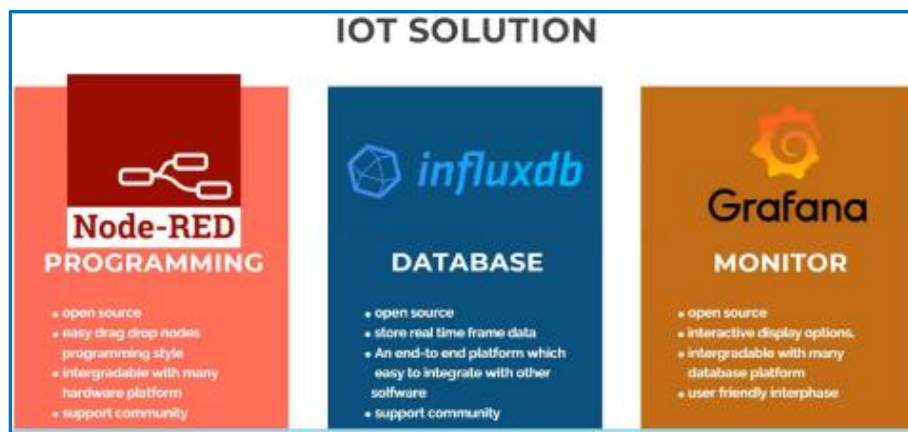 IOT SOLUTION
Node-RED
PROGRAMMING
• open source
• easy drag drop nodes
programming style
• intergradable with many
hardware platform
• support community
influxdb
DATABASE
• open source
• store real time frame data
• An end-to end platform which
easy to integrate with other
solfware
• support community
Grafana
MONITOR
• open source
• interactive display options.
• intergradable with many
database platform
• user friendly interphase